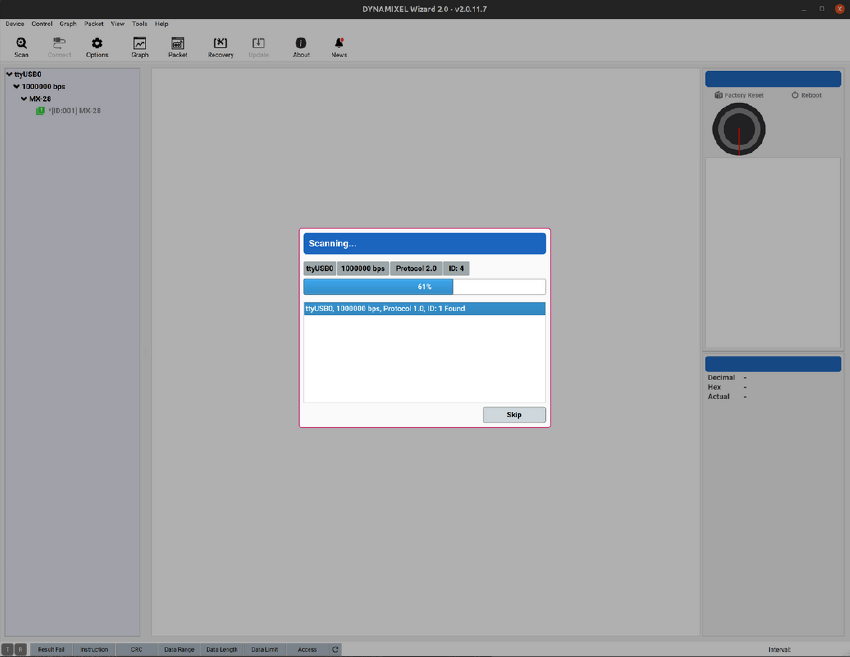 DYNAMIXEL Wizard 2.0 - v2.0.11.7
Device Control Graph Packet View Tools Help
Scan Connect Options Graph Packet Recovery Update About News
ttyUSB0
1000000 bps
MX-28
*[ID:001] MX-28
Factory Reset Reboot
Scanning...
ttyUSB0 1000000 bps Protocol 2.0 ID: 4
61%
ttyUSB0, 1000000 bps, Protocol 1.0, ID: 1 Found
Skip
Decimal -
Hex -
Actual -
T R Result Fail Instruction CRC Data Range Data Length Data Limit Access Interval: